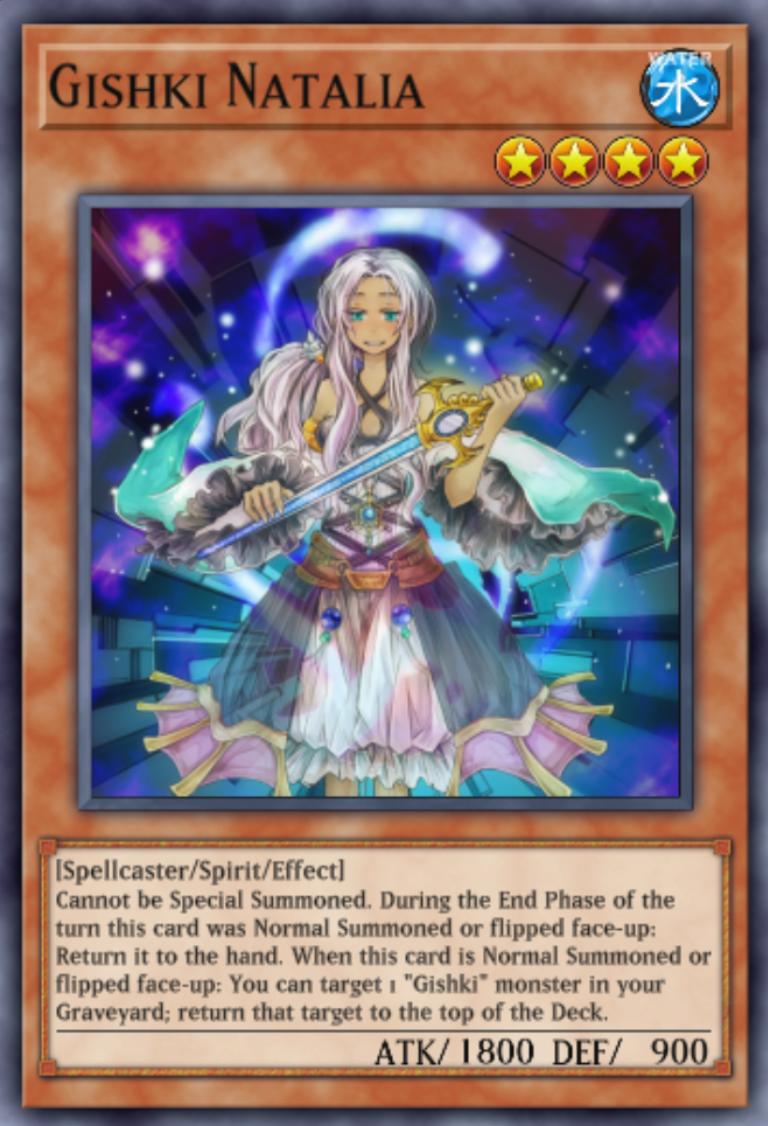 GISHKI NATALIA
WATER
水
[Spellcaster/Spirit/Effect]
Cannot be Special Summoned. During the End Phase of the
turn this card was Normal Summoned or flipped face-up:
Return it to the hand. When this card is Normal Summoned or
flipped face-up: You can target 1 "Gishki" monster in your
Graveyard; return that target to the top of the Deck.
ATK/ 1800 DEF/ 900